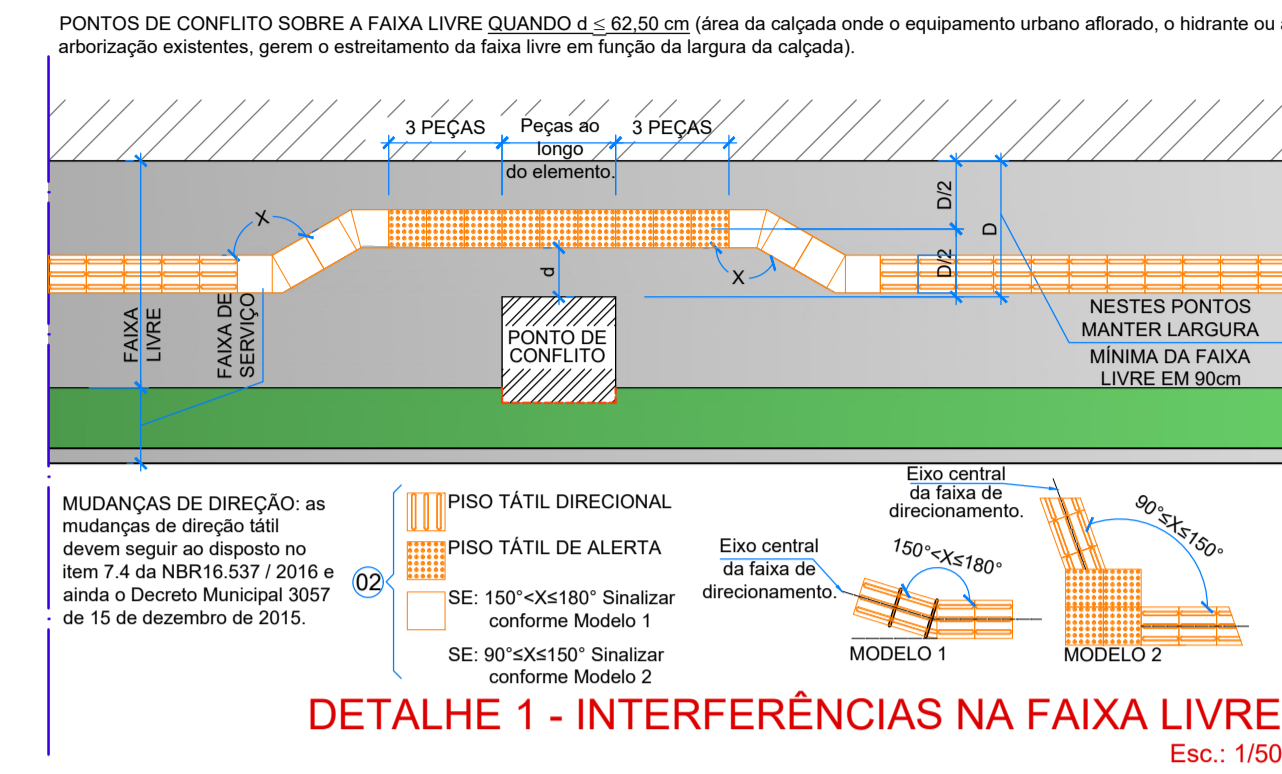 PONTOS DE CONFLITO SOBRE A FAIXA LIVRE QUANDO d ≤ 62,50 cm (área da calçada onde o equipamento urbano aflorado, o hidrante ou
arborização existentes, gerem o estreitamento da faixa livre em função da largura da calçada).
3 PEÇAS
Peças ao
longo
do elemento.
3 PEÇAS
X
X
d
D/2
D/2
D
FAIXA
LIVRE
FAIXA DE
SERVIÇO
PONTO DE
CONFLITO
NESTES PONTOS
MANTER LARGURA
MÍNIMA DA FAIXA
LIVRE EM 90cm
MUDANÇAS DE DIREÇÃO: as
mudanças de direção tátil
devem seguir ao disposto no
item 7.4 da NBR16.537 / 2016 e
ainda o Decreto Municipal 3057
de 15 de dezembro de 2015.
02
PISO TÁTIL DIRECIONAL
PISO TÁTIL DE ALERTA
SE: 150°<X≤180° Sinalizar
conforme Modelo 1
SE: 90°≤X≤150° Sinalizar
conforme Modelo 2
Eixo central
da faixa de
direcionamento.
150°<X≤180°
MODELO 1
Eixo central
da faixa de
direcionamento.
90°≤X≤150°
MODELO 2
DETALHE 1 - INTERFERÊNCIAS NA FAIXA LIVRE
Esc.: 1/50